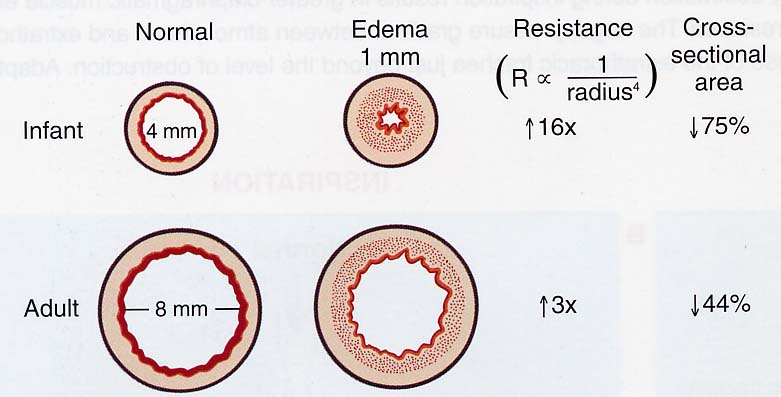 Normal
Edema
1 mm
Resistance
(R ∝ 1/radius⁴)
Cross-
sectional
area
Infant
4 mm
↑16x
↓75%
Adult
8 mm
↑3x
↓44%
INSPIRATION